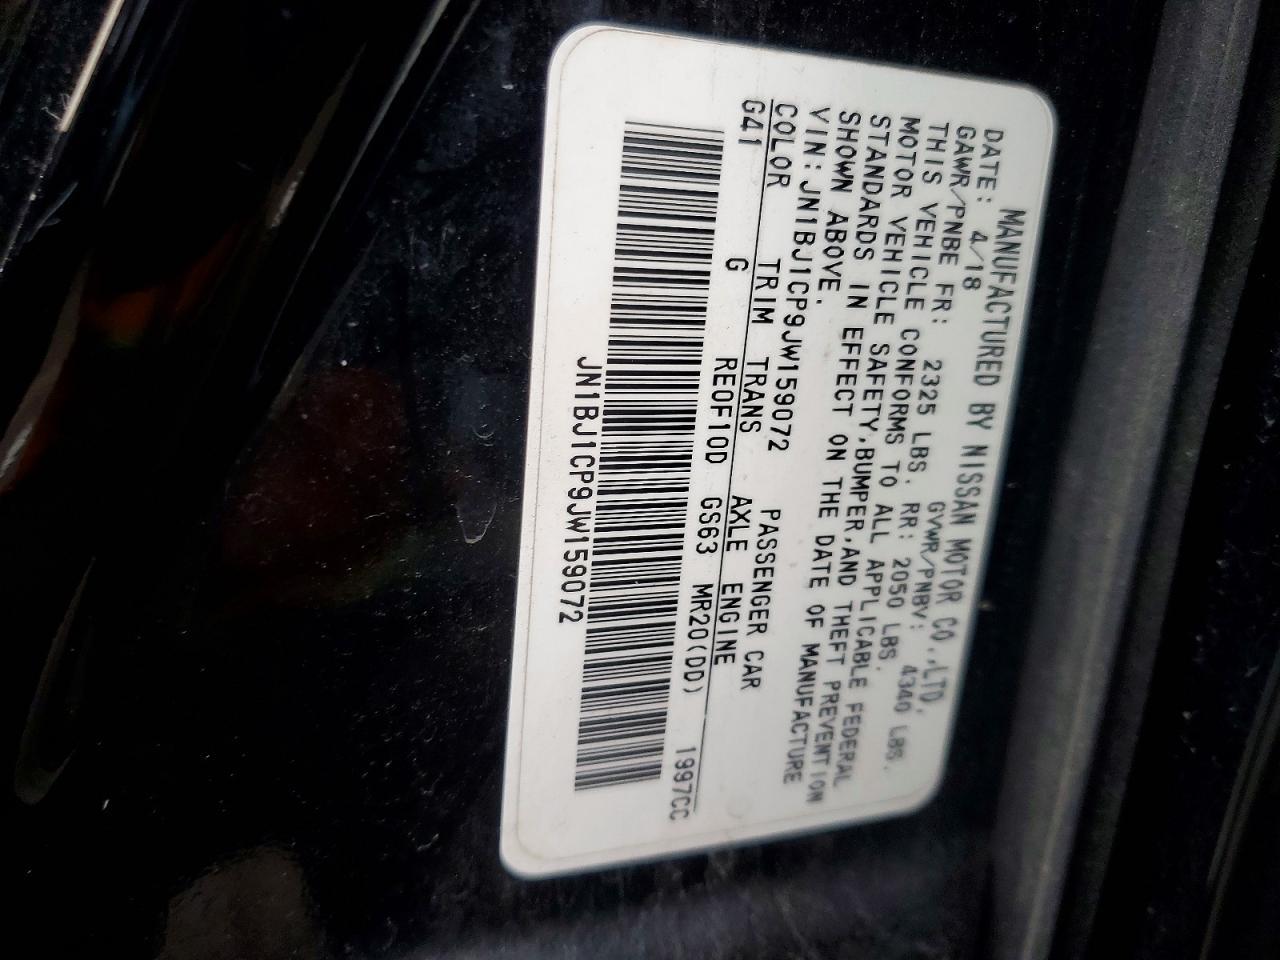 MANUFACTURED BY NISSAN MOTOR CO.,LTD.
DATE: 4/18 GVWR/PNBV: 4340 LBS.
GAWR/PNBE FR: 2325 LBS. RR: 2050 LBS.
THIS VEHICLE CONFORMS TO ALL APPLICABLE FEDERAL
MOTOR VEHICLE SAFETY,BUMPER,AND THEFT PREVENTION
STANDARDS IN EFFECT ON THE DATE OF MANUFACTURE
SHOWN ABOVE.
VIN: JN1BJ1CP9JW159072 PASSENGER CAR
COLOR TRIM TRANS AXLE ENGINE
G41 G RE0F10D GS63 MR20(DD) 1997CC
JN1BJ1CP9JW159072